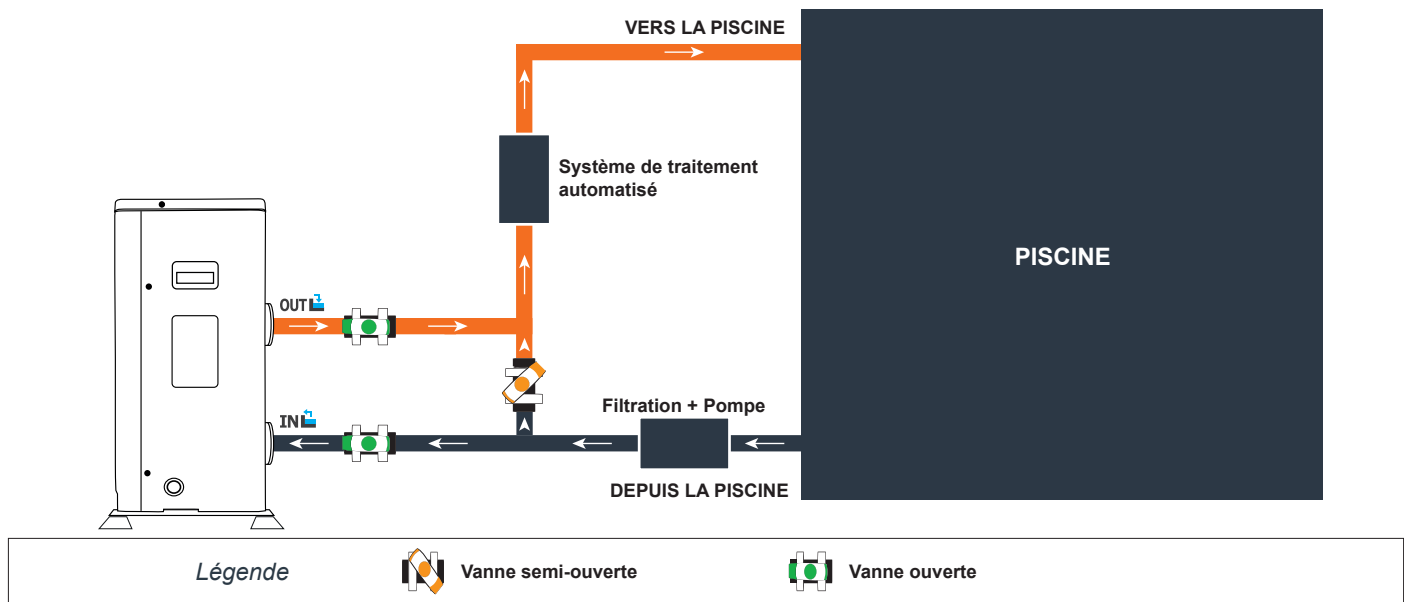 VERS LA PISCINE
Système de traitement
automatisé
PISCINE
OUT
IN
Filtration + Pompe
DEPUIS LA PISCINE
Légende
Vanne semi-ouverte
Vanne ouverte